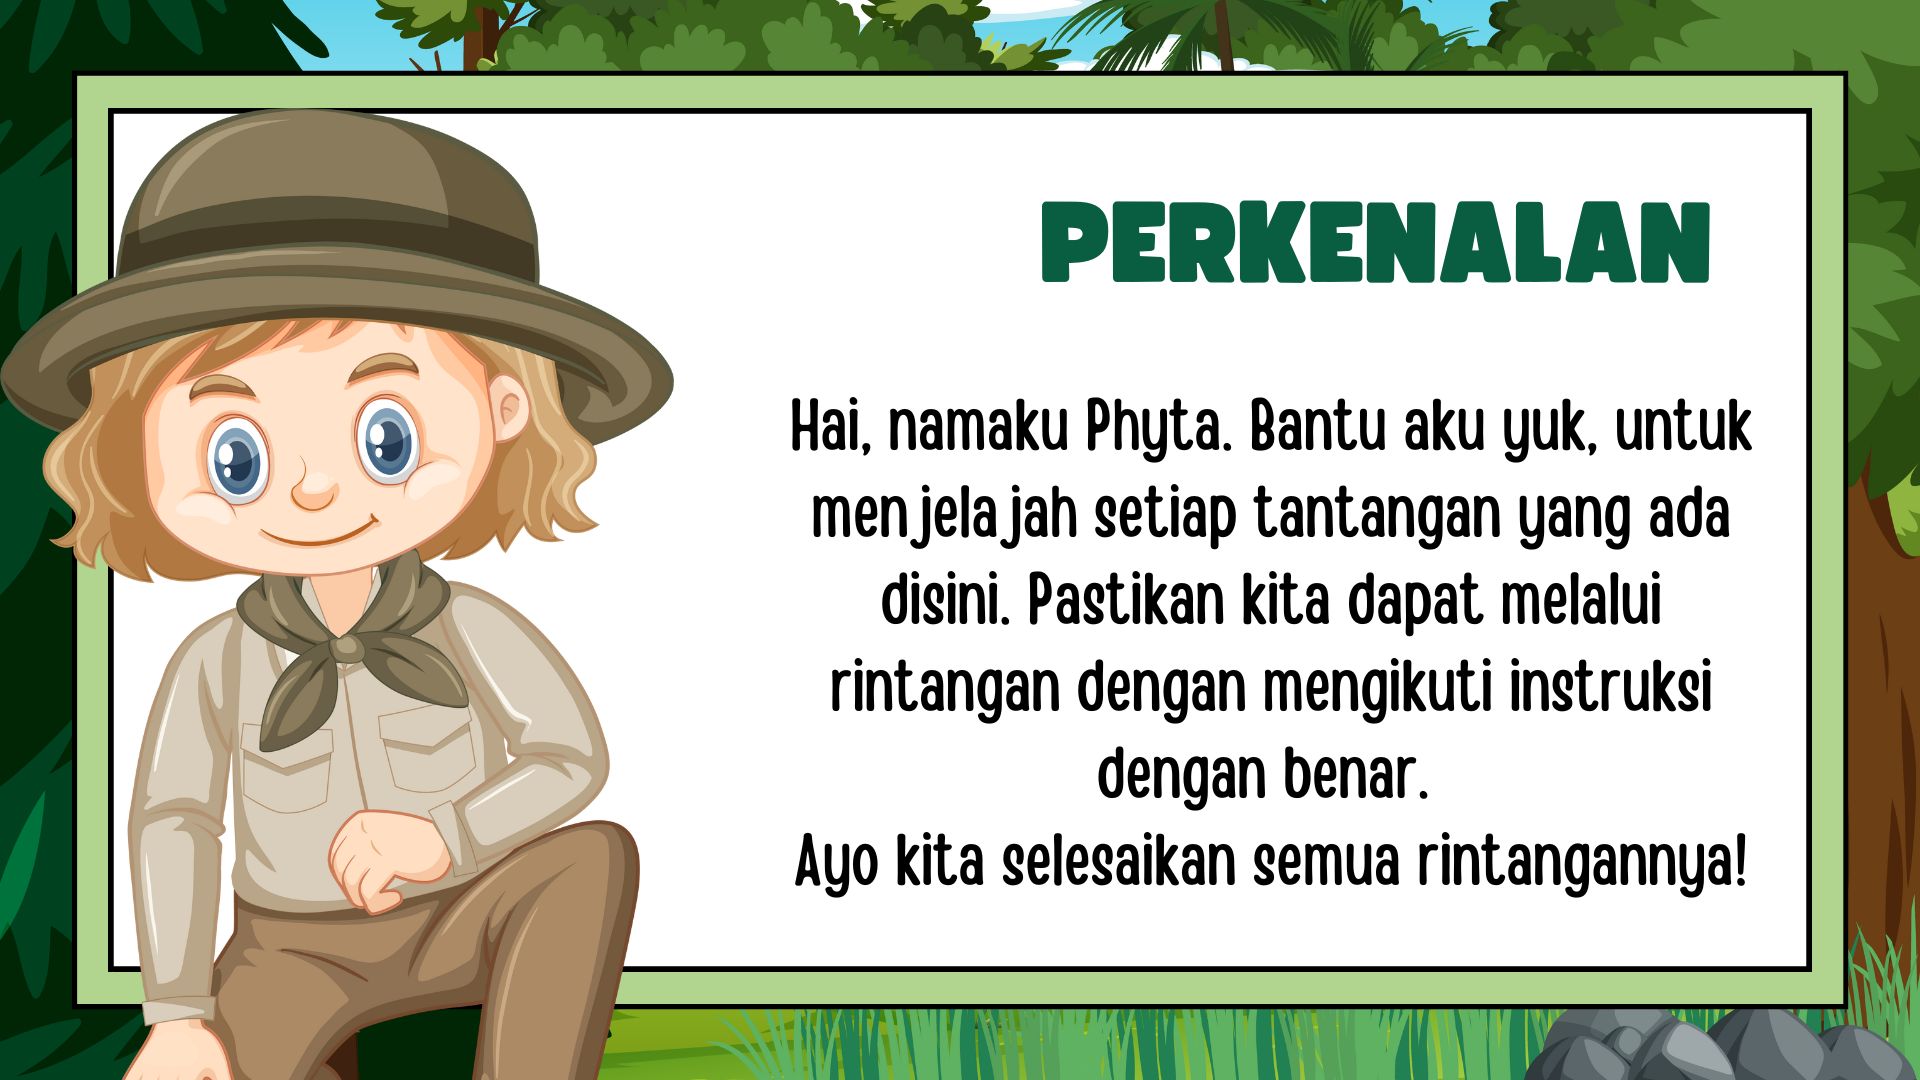 PERKENALAN
Hai, namaku Phyta. Bantu aku yuk, untuk
menjelajah setiap tantangan yang ada
disini. Pastikan kita dapat melalui
rintangan dengan mengikuti instruksi
dengan benar.
Ayo kita selesaikan semua rintangannya!